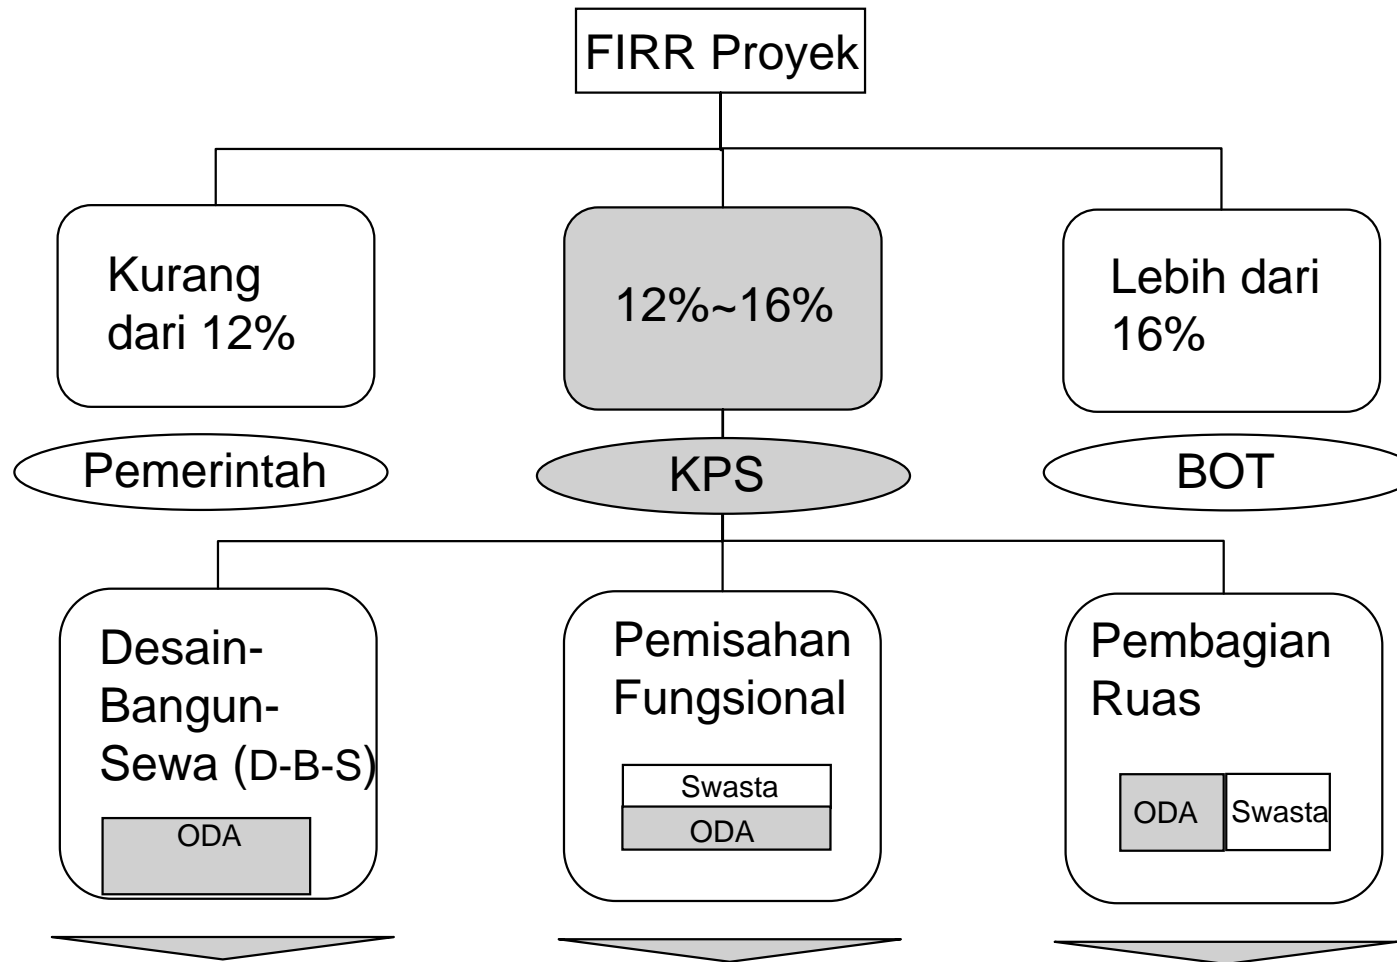 FIRR Proyek
Kurang
dari 12%
12%~16%
Lebih dari
16%
Pemerintah
KPS
BOT
Desain-
Bangun-
Sewa (D-B-S)
ODA
Pemisahan
Fungsional
Swasta
ODA
Pembagian
Ruas
ODA
Swasta